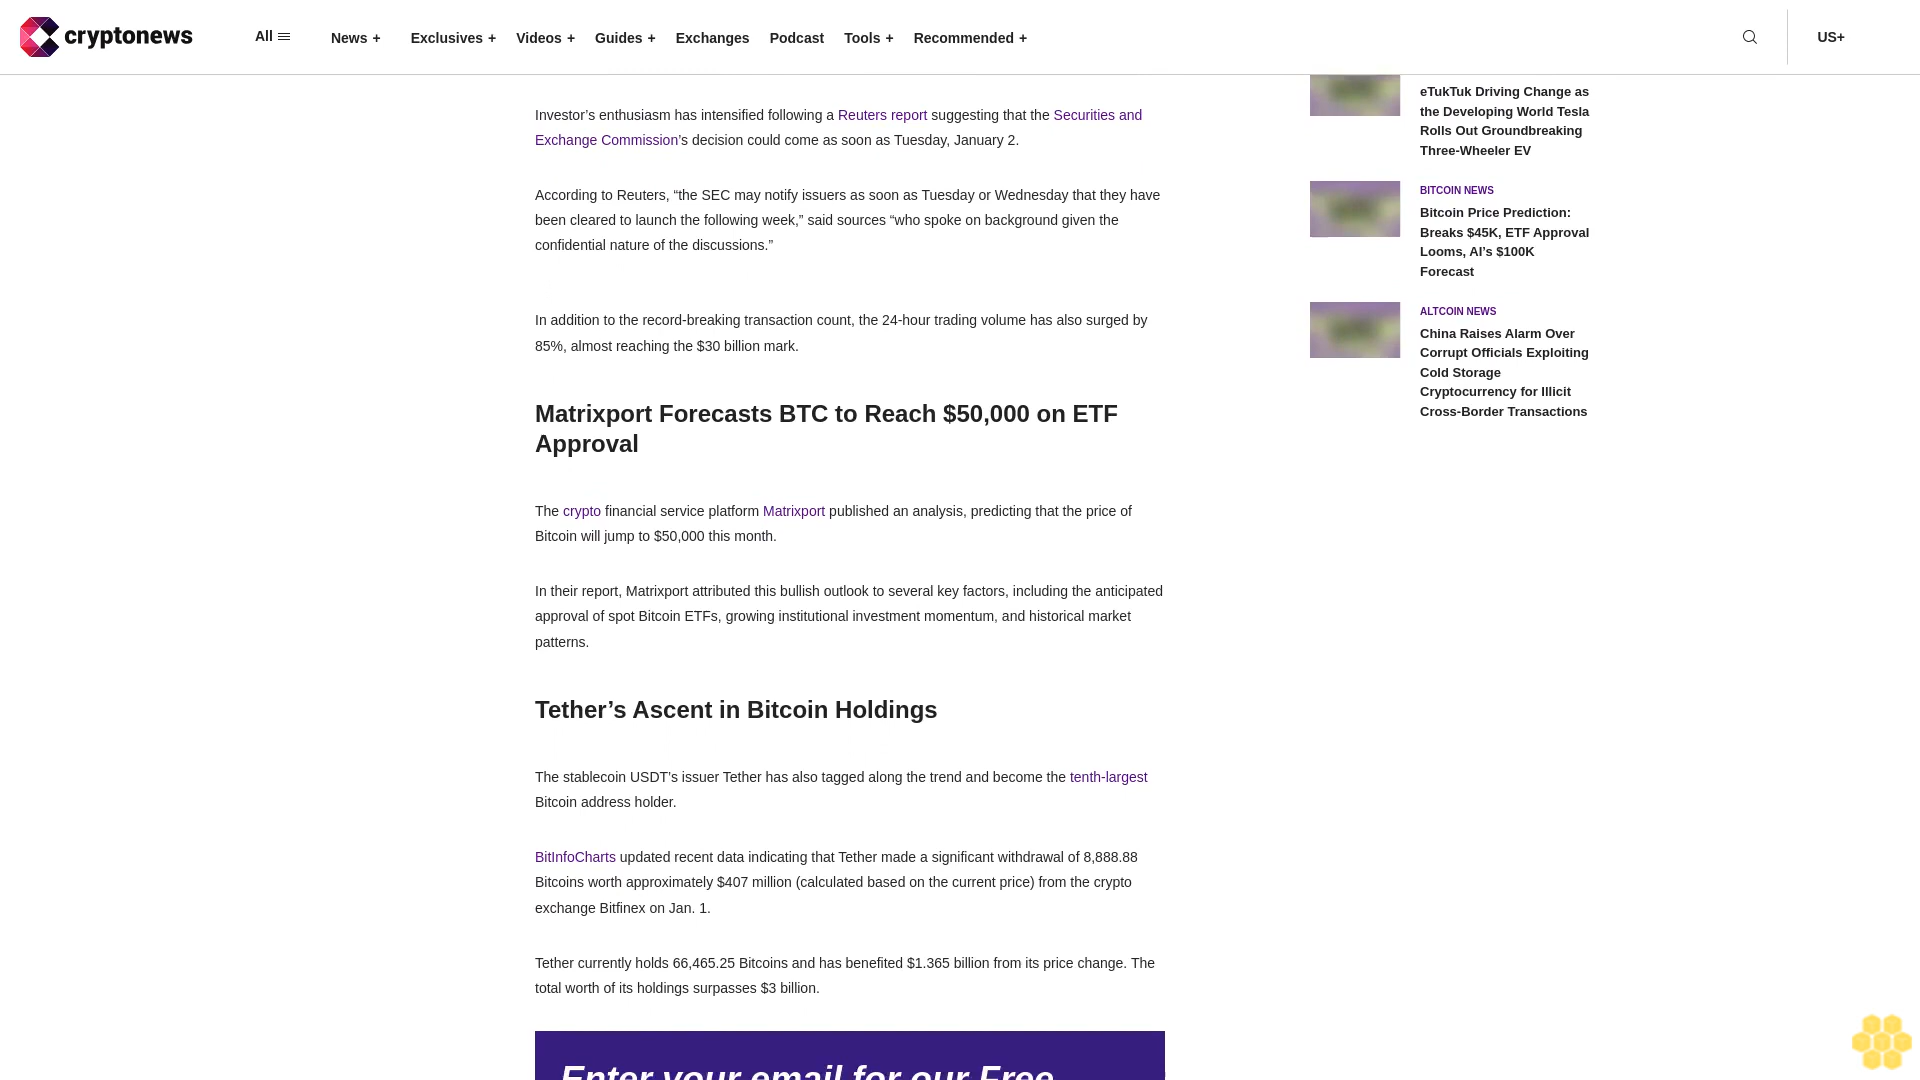 cryptonews
All
News +
Exclusives +
Videos +
Guides +
Exchanges
Podcast
Tools +
Recommended +
US+
Investor’s enthusiasm has intensified following a Reuters report suggesting that the Securities and
Exchange Commission’s decision could come as soon as Tuesday, January 2.
According to Reuters, “the SEC may notify issuers as soon as Tuesday or Wednesday that they have
been cleared to launch the following week,” said sources “who spoke on background given the
confidential nature of the discussions.”
In addition to the record-breaking transaction count, the 24-hour trading volume has also surged by
85%, almost reaching the $30 billion mark.
Matrixport Forecasts BTC to Reach $50,000 on ETF
Approval
The crypto financial service platform Matrixport published an analysis, predicting that the price of
Bitcoin will jump to $50,000 this month.
In their report, Matrixport attributed this bullish outlook to several key factors, including the anticipated
approval of spot Bitcoin ETFs, growing institutional investment momentum, and historical market
patterns.
Tether’s Ascent in Bitcoin Holdings
The stablecoin USDT’s issuer Tether has also tagged along the trend and become the tenth-largest
Bitcoin address holder.
BitInfoCharts updated recent data indicating that Tether made a significant withdrawal of 8,888.88
Bitcoins worth approximately $407 million (calculated based on the current price) from the crypto
exchange Bitfinex on Jan. 1.
Tether currently holds 66,465.25 Bitcoins and has benefited $1.365 billion from its price change. The
total worth of its holdings surpasses $3 billion.
Enter your email for our Free
eTukTuk Driving Change as
the Developing World Tesla
Rolls Out Groundbreaking
Three-Wheeler EV
BITCOIN NEWS
Bitcoin Price Prediction:
Breaks $45K, ETF Approval
Looms, AI’s $100K
Forecast
ALTCOIN NEWS
China Raises Alarm Over
Corrupt Officials Exploiting
Cold Storage
Cryptocurrency for Illicit
Cross-Border Transactions